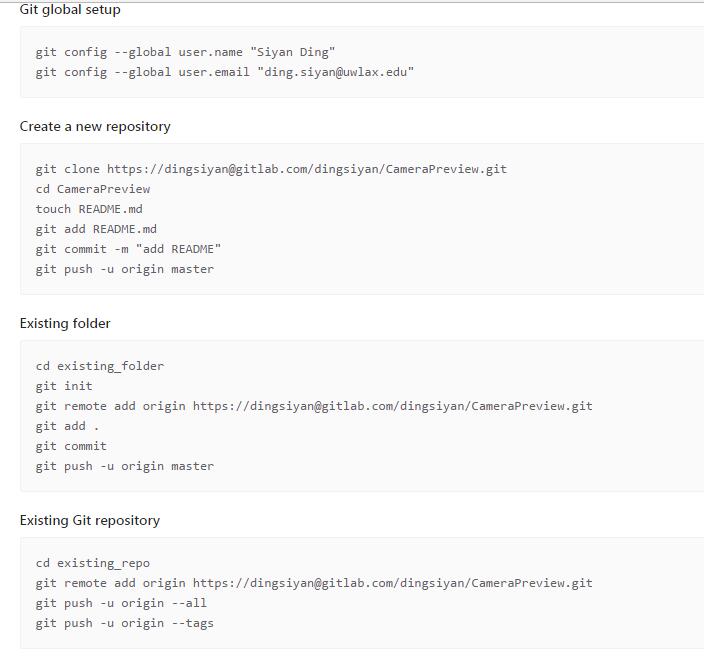 Git global setup
git config --global user.name "Siyan Ding"
git config --global user.email "ding.siyan@uwlax.edu"
Create a new repository
git clone https://dingsiyan@gitlab.com/dingsiyan/CameraPreview.git
cd CameraPreview
touch README.md
git add README.md
git commit -m "add README"
git push -u origin master
Existing folder
cd existing_folder
git init
git remote add origin https://dingsiyan@gitlab.com/dingsiyan/CameraPreview.git
git add .
git commit
git push -u origin master
Existing Git repository
cd existing_repo
git remote add origin https://dingsiyan@gitlab.com/dingsiyan/CameraPreview.git
git push -u origin --all
git push -u origin --tags